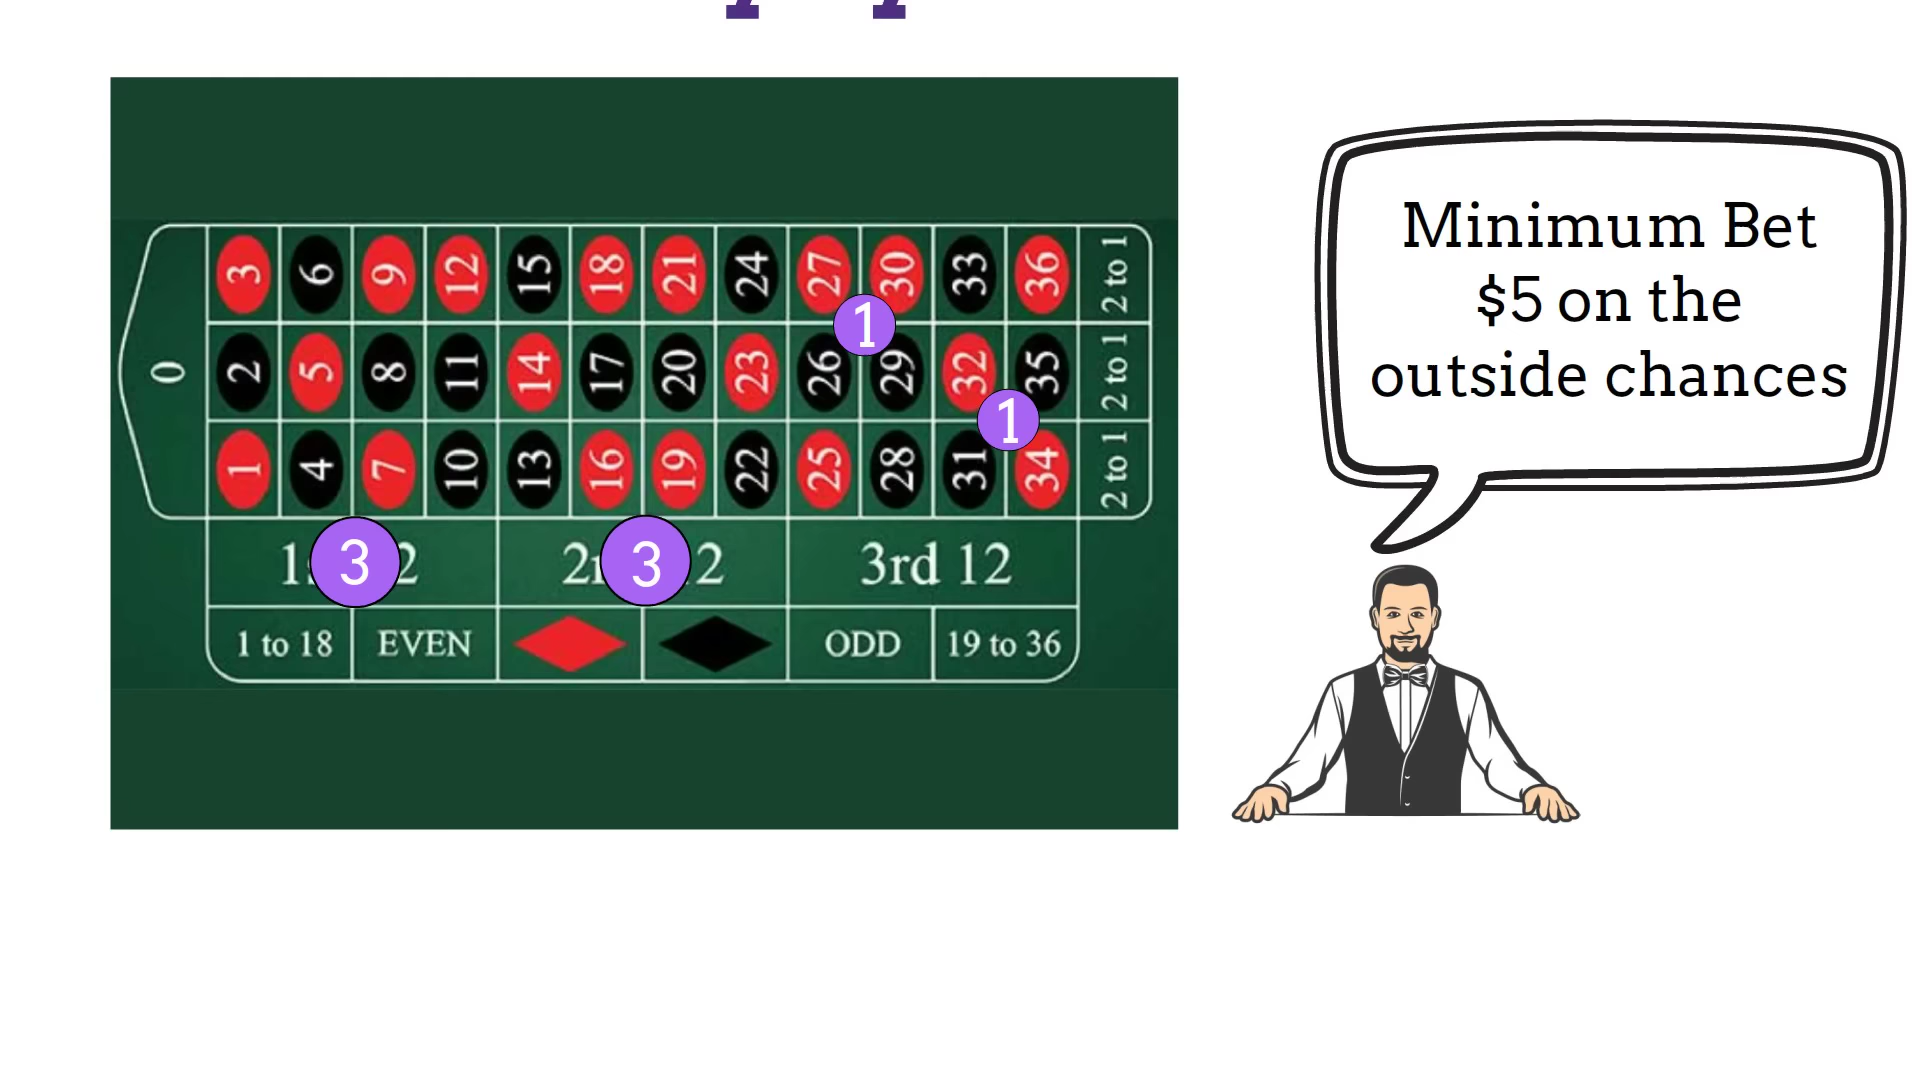 3 6 9 12 15 18 21 24 27 30 33 36 2 to 1
1
0 2 5 8 11 14 17 20 23 26 29 32 35 2 to 1
1
1 4 7 10 13 16 19 22 25 28 31 34 2 to 1
3 3 3rd 12
1 to 18 EVEN ODD 19 to 36
Minimum Bet
$5 on the
outside chances